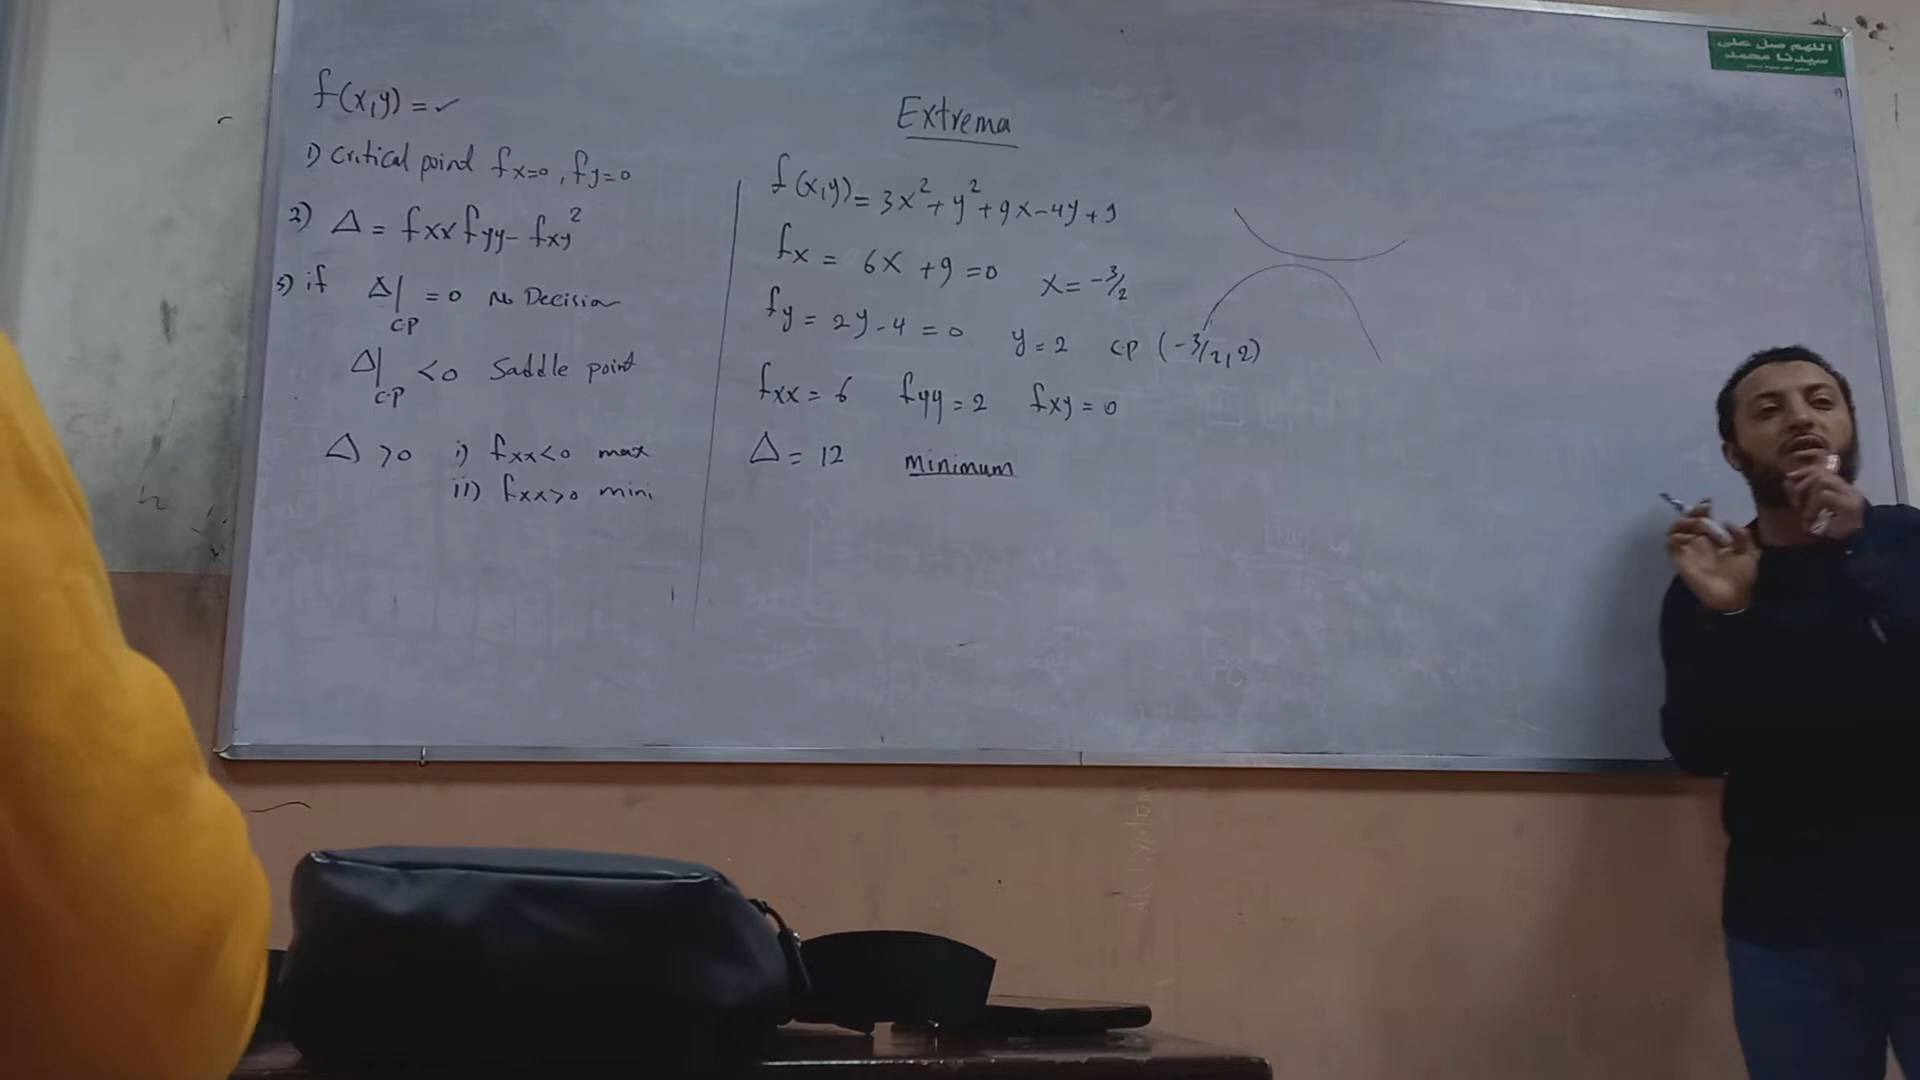 f(x,y) = ✓
1) Critical point fx=0, fy=0
2) Δ = fxx fyy - fxy²
3) if Δ|c.p = 0 No Decision
Δ|c.p < 0 Saddle point
Δ > 0 i) fxx<0 max
ii) fxx>0 mini
Extrema
f(x,y) = 3x² + y² + 9x - 4y + 9
fx = 6x + 9 = 0 x = -3/2
fy = 2y - 4 = 0 y = 2 c.p (-3/2, 2)
fxx = 6 fyy = 2 fxy = 0
Δ = 12 minimum
اللهم صل على
سيدنا محمد